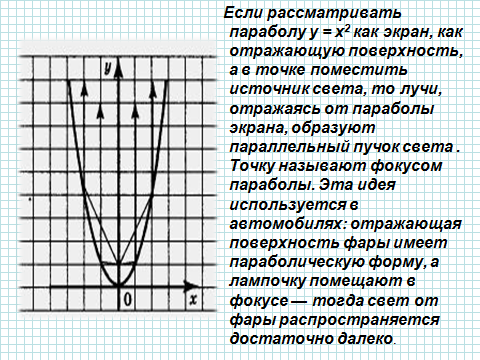 y
0
x
Если рассматривать
параболу y = x² как экран, как
отражающую поверхность,
а в точке поместить
источник света, то лучи,
отражаясь от параболы
экрана, образуют
параллельный пучок света .
Точку называют фокусом
параболы. Эта идея
используется в
автомобилях: отражающая
поверхность фары имеет
параболическую форму, а
лампочку помещают в
фокусе — тогда свет от
фары распространяется
достаточно далеко.